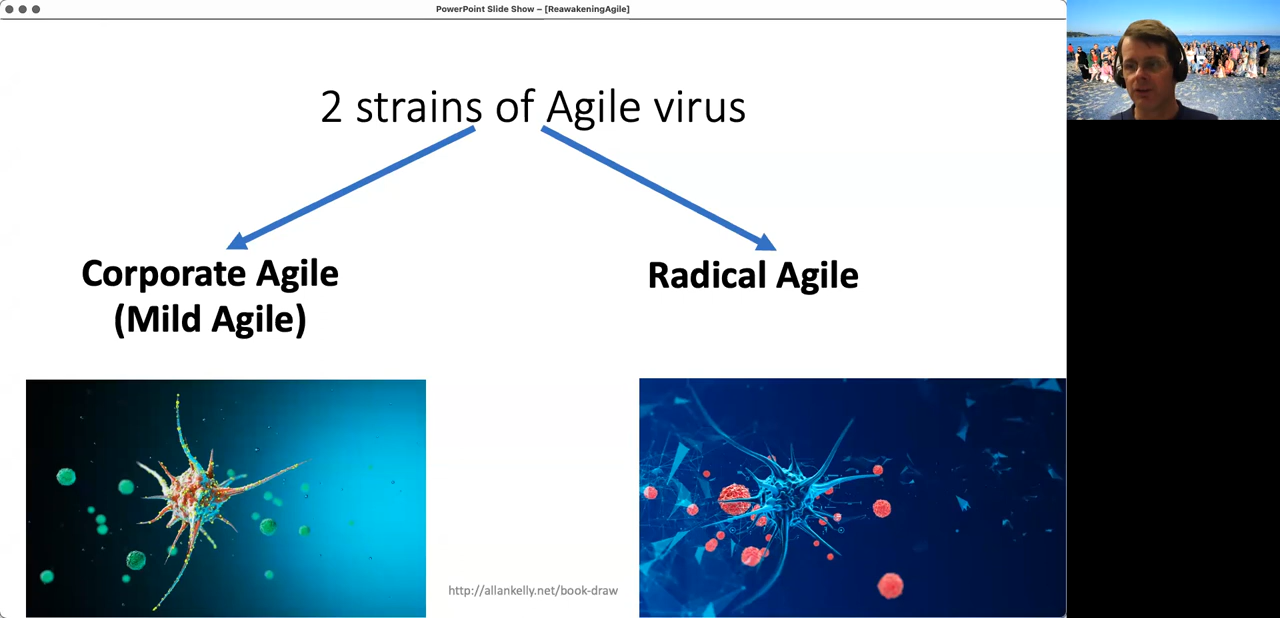 PowerPoint Slide Show – [ReawakeningAgile]
2 strains of Agile virus
Corporate Agile
(Mild Agile)
Radical Agile
http://allankelly.net/book-draw